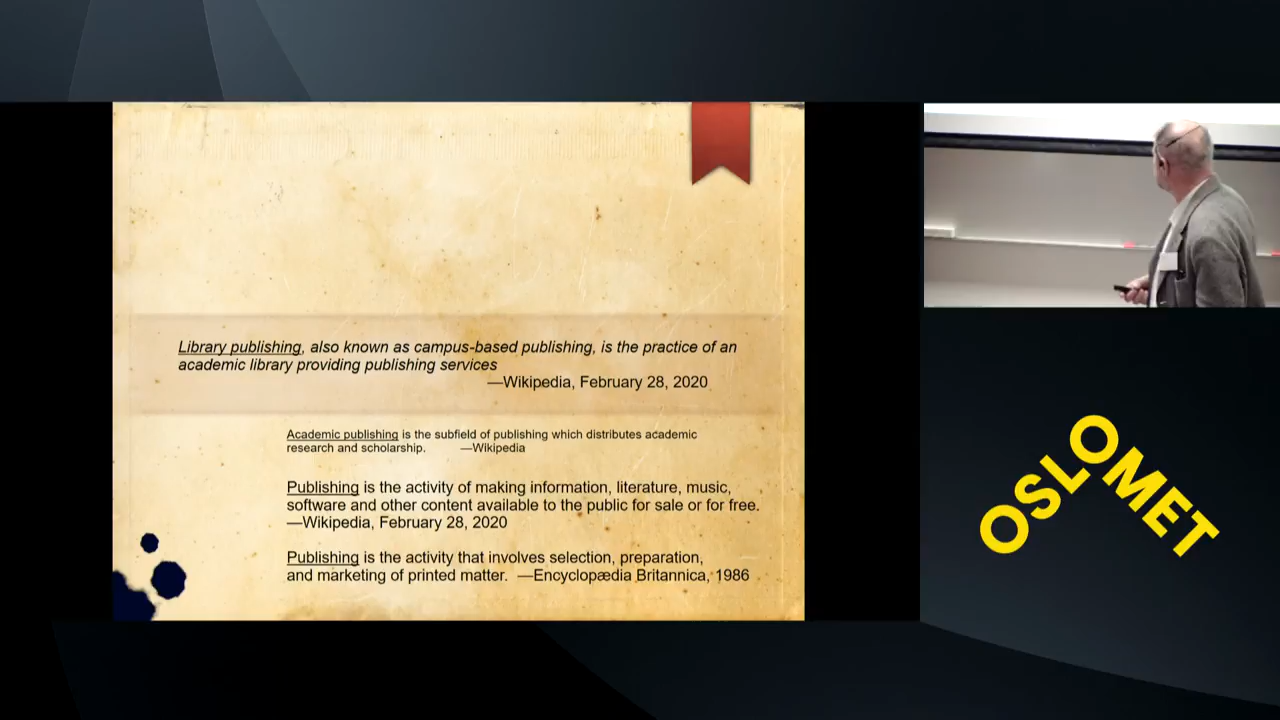 Library publishing, also known as campus-based publishing, is the practice of an
academic library providing publishing services
—Wikipedia, February 28, 2020
Academic publishing is the subfield of publishing which distributes academic
research and scholarship. —Wikipedia
Publishing is the activity of making information, literature, music,
software and other content available to the public for sale or for free.
—Wikipedia, February 28, 2020
Publishing is the activity that involves selection, preparation,
and marketing of printed matter. —Encyclopædia Britannica, 1986
OSLOMET